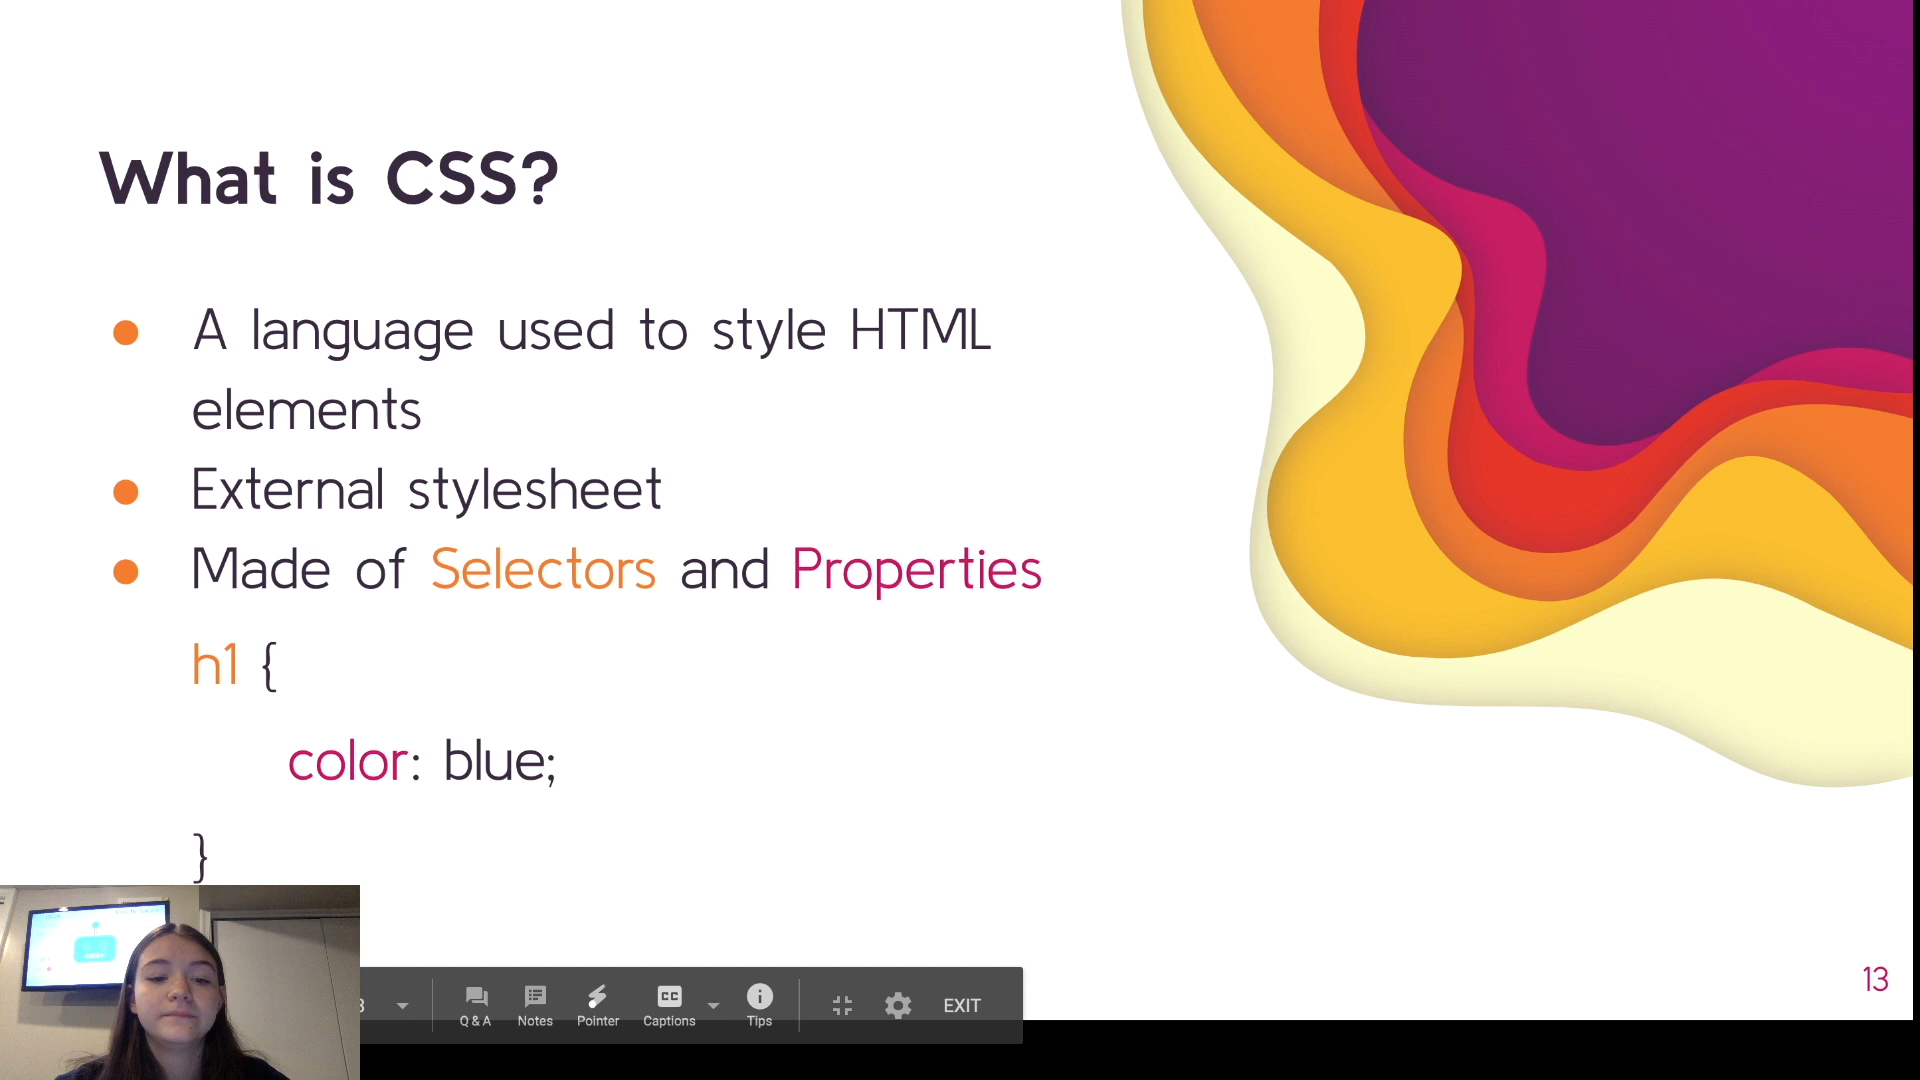 What is CSS?
A language used to style HTML
elements
External stylesheet
Made of Selectors and Properties
h1 {
color: blue;
}
13
Q & A
Notes
Pointer
CC
Captions
Tips
EXIT